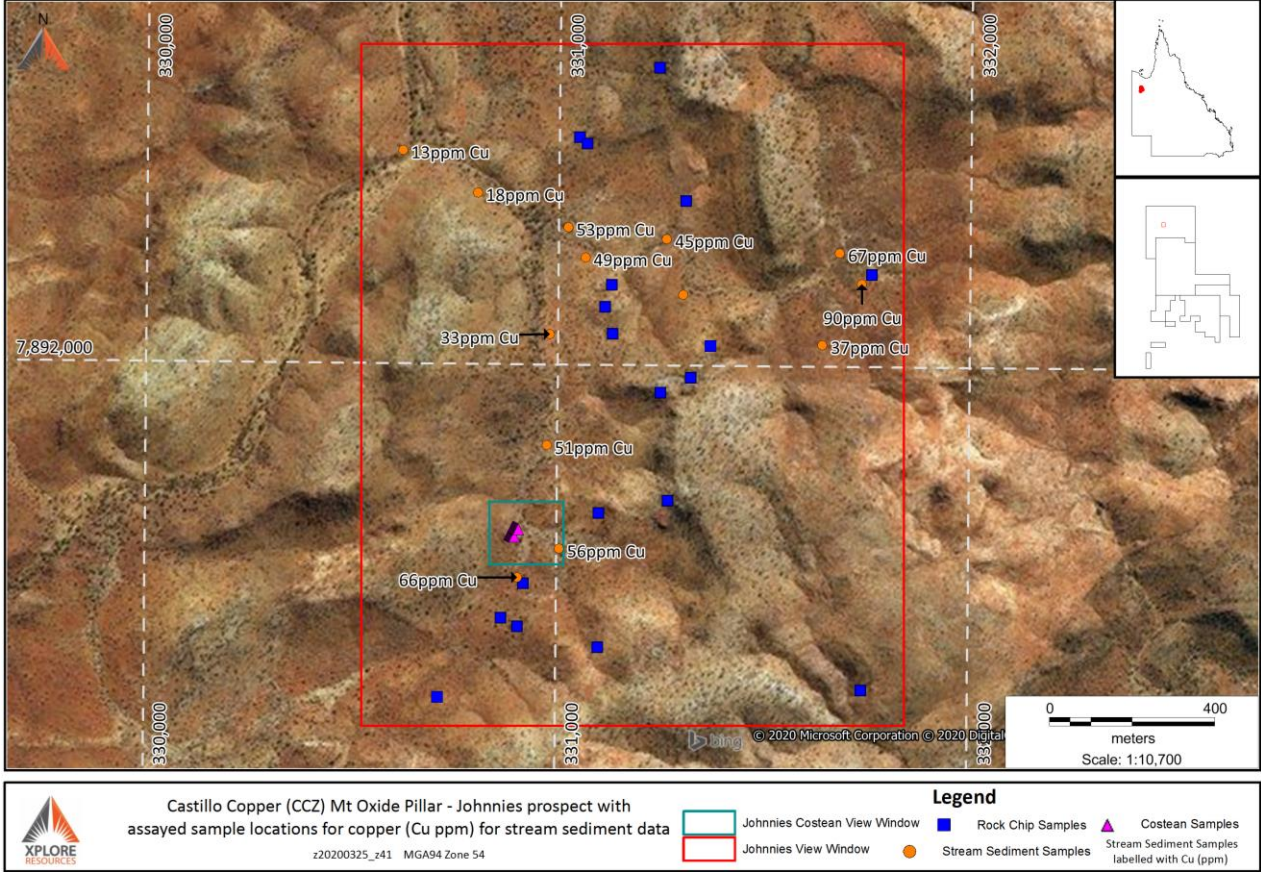 N
330,000
331,000
332,000
13ppm Cu
18ppm Cu
53ppm Cu
45ppm Cu
49ppm Cu
67ppm Cu
90ppm Cu
33ppm Cu
37ppm Cu
7,892,000
51ppm Cu
56ppm Cu
66ppm Cu
330,000
331,000
bing
© 2020 Microsoft Corporation © 2020 Digital
0 400
meters
Scale: 1:10,700
XPLORE
RESOURCES
Castillo Copper (CCZ) Mt Oxide Pillar - Johnnies prospect with
assayed sample locations for copper (Cu ppm) for stream sediment data
z20200325_z41 MGA94 Zone 54
Legend
Johnnies Costean View Window
Rock Chip Samples
Costean Samples
Johnnies View Window
Stream Sediment Samples
Stream Sediment Samples
labelled with Cu (ppm)